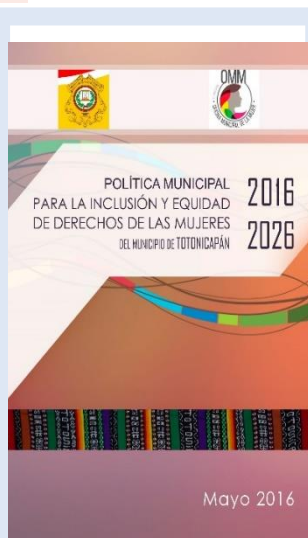 OMM
POLÍTICA MUNICIPAL
PARA LA INCLUSIÓN Y EQUIDAD
DE DERECHOS DE LAS MUJERES
DEL MUNICIPIO DE TOTONICAPÁN
2016
2026
Mayo 2016